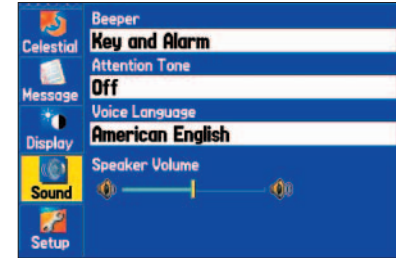 Beeper
Key and Alarm
Attention Tone
Off
Voice Language
American English
Speaker Volume
Celestial
Message
Display
Sound
Setup